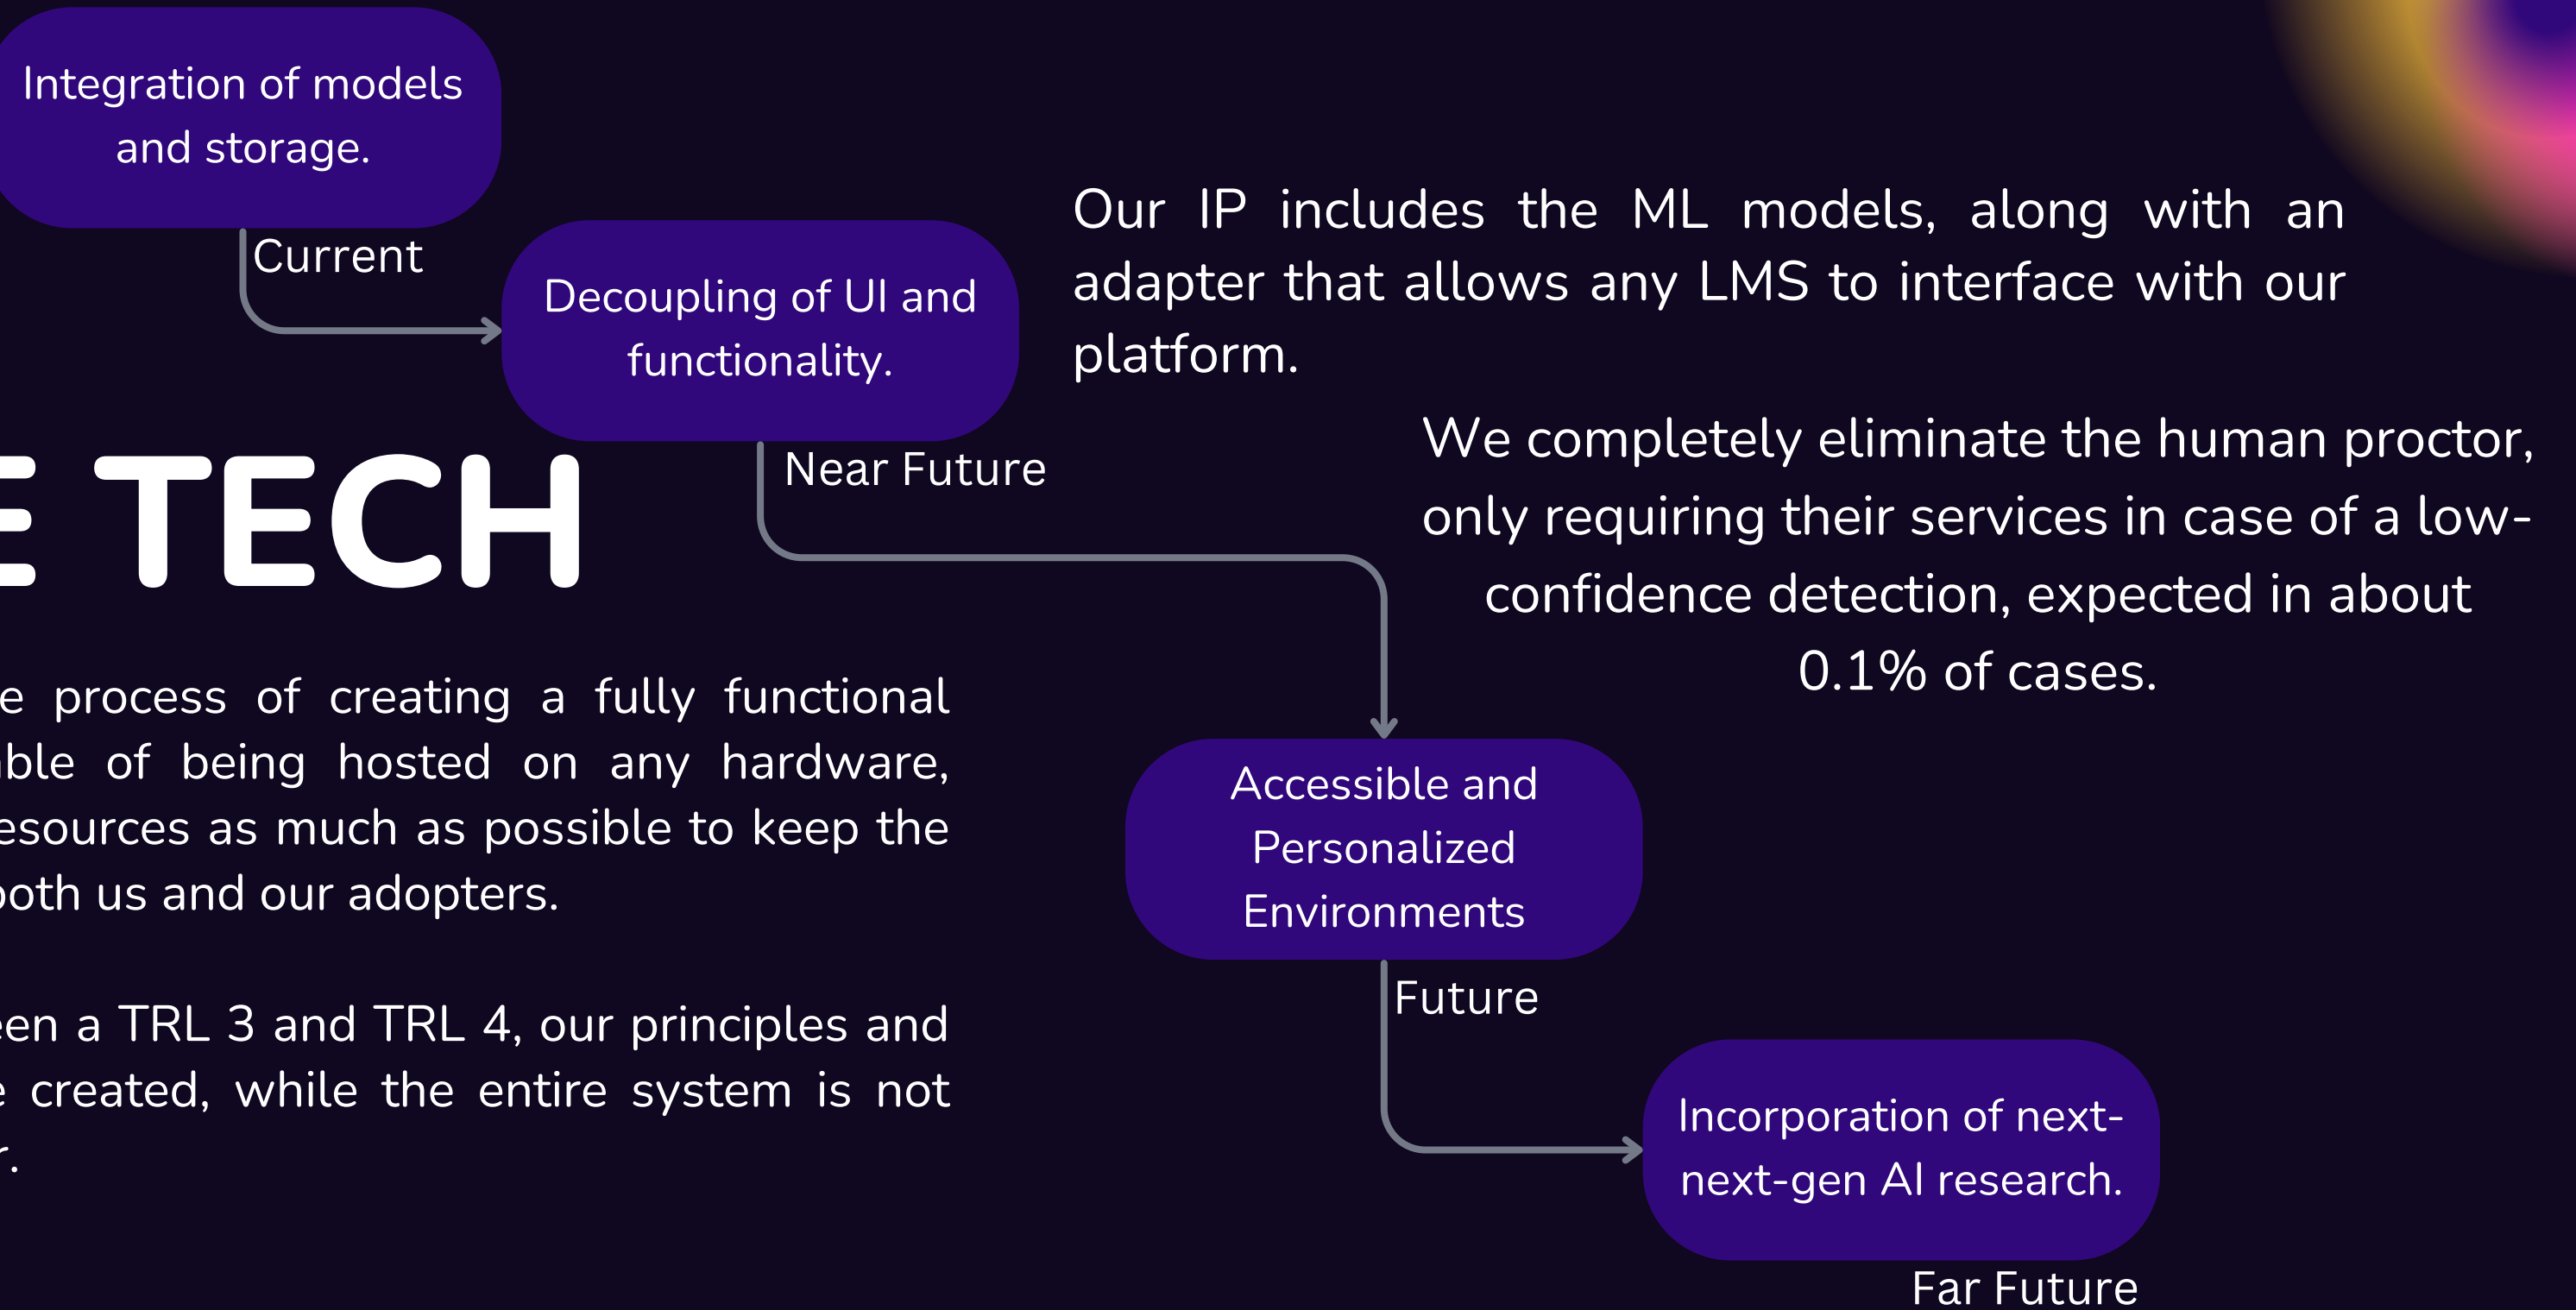 Integration of models
and storage.
Current
Decoupling of UI and
functionality.
Near Future
Our IP includes the ML models, along with an
adapter that allows any LMS to interface with our
platform.
We completely eliminate the human proctor,
only requiring their services in case of a low-
confidence detection, expected in about
0.1% of cases.
E TECH
e process of creating a fully functional
able of being hosted on any hardware,
esources as much as possible to keep the
both us and our adopters.
een a TRL 3 and TRL 4, our principles and
e created, while the entire system is not
r.
Accessible and
Personalized
Environments
Future
Incorporation of next-
next-gen AI research.
Far Future